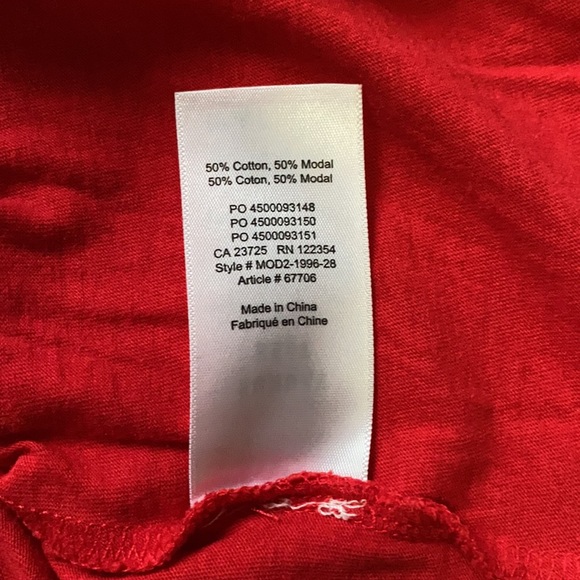 50% Cotton, 50% Modal
50% Coton, 50% Modal
PO 4500093148
PO 4500093150
PO 4500093151
CA 23725 RN 122354
Style # MOD2-1996-28
Article # 67706
Made in China
Fabriqué en Chine